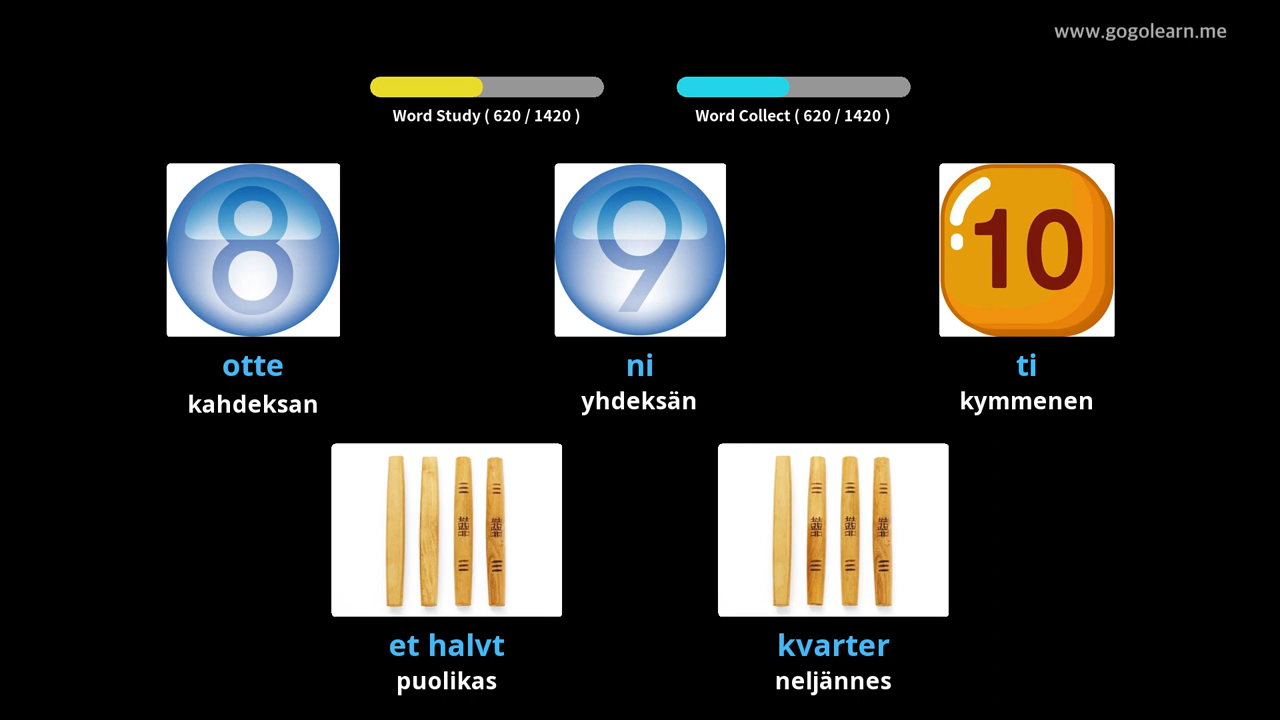 www.gogolearn.me
Word Study ( 620 / 1420 )
Word Collect ( 620 / 1420 )
8
9
10
otte
ni
ti
kahdeksan
yhdeksän
kymmenen
et halvt
kvarter
puolikas
neljännes